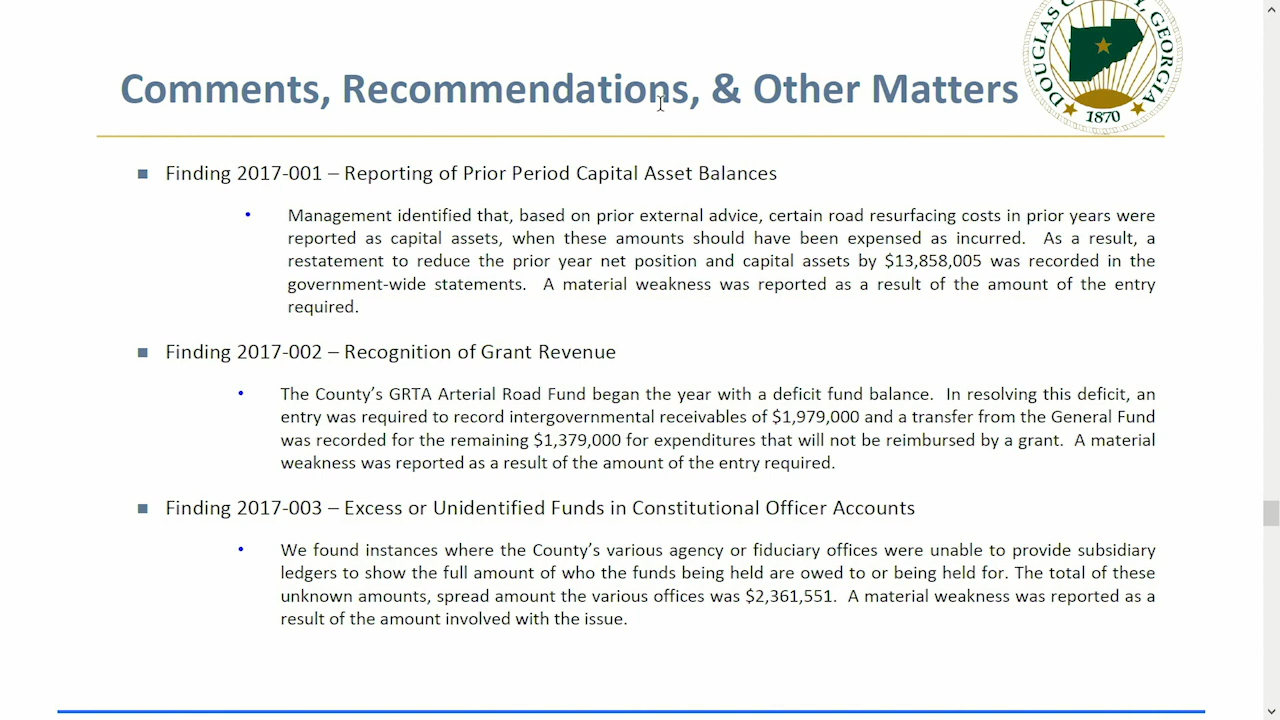 Comments, Recommendations, & Other Matters
DOUGLAS C Y, GEORGIA
1870
■ Finding 2017-001 – Reporting of Prior Period Capital Asset Balances
• Management identified that, based on prior external advice, certain road resurfacing costs in prior years were
reported as capital assets, when these amounts should have been expensed as incurred. As a result, a
restatement to reduce the prior year net position and capital assets by $13,858,005 was recorded in the
government-wide statements. A material weakness was reported as a result of the amount of the entry
required.
■ Finding 2017-002 – Recognition of Grant Revenue
• The County’s GRTA Arterial Road Fund began the year with a deficit fund balance. In resolving this deficit, an
entry was required to record intergovernmental receivables of $1,979,000 and a transfer from the General Fund
was recorded for the remaining $1,379,000 for expenditures that will not be reimbursed by a grant. A material
weakness was reported as a result of the amount of the entry required.
■ Finding 2017-003 – Excess or Unidentified Funds in Constitutional Officer Accounts
• We found instances where the County’s various agency or fiduciary offices were unable to provide subsidiary
ledgers to show the full amount of who the funds being held are owed to or being held for. The total of these
unknown amounts, spread amount the various offices was $2,361,551. A material weakness was reported as a
result of the amount involved with the issue.